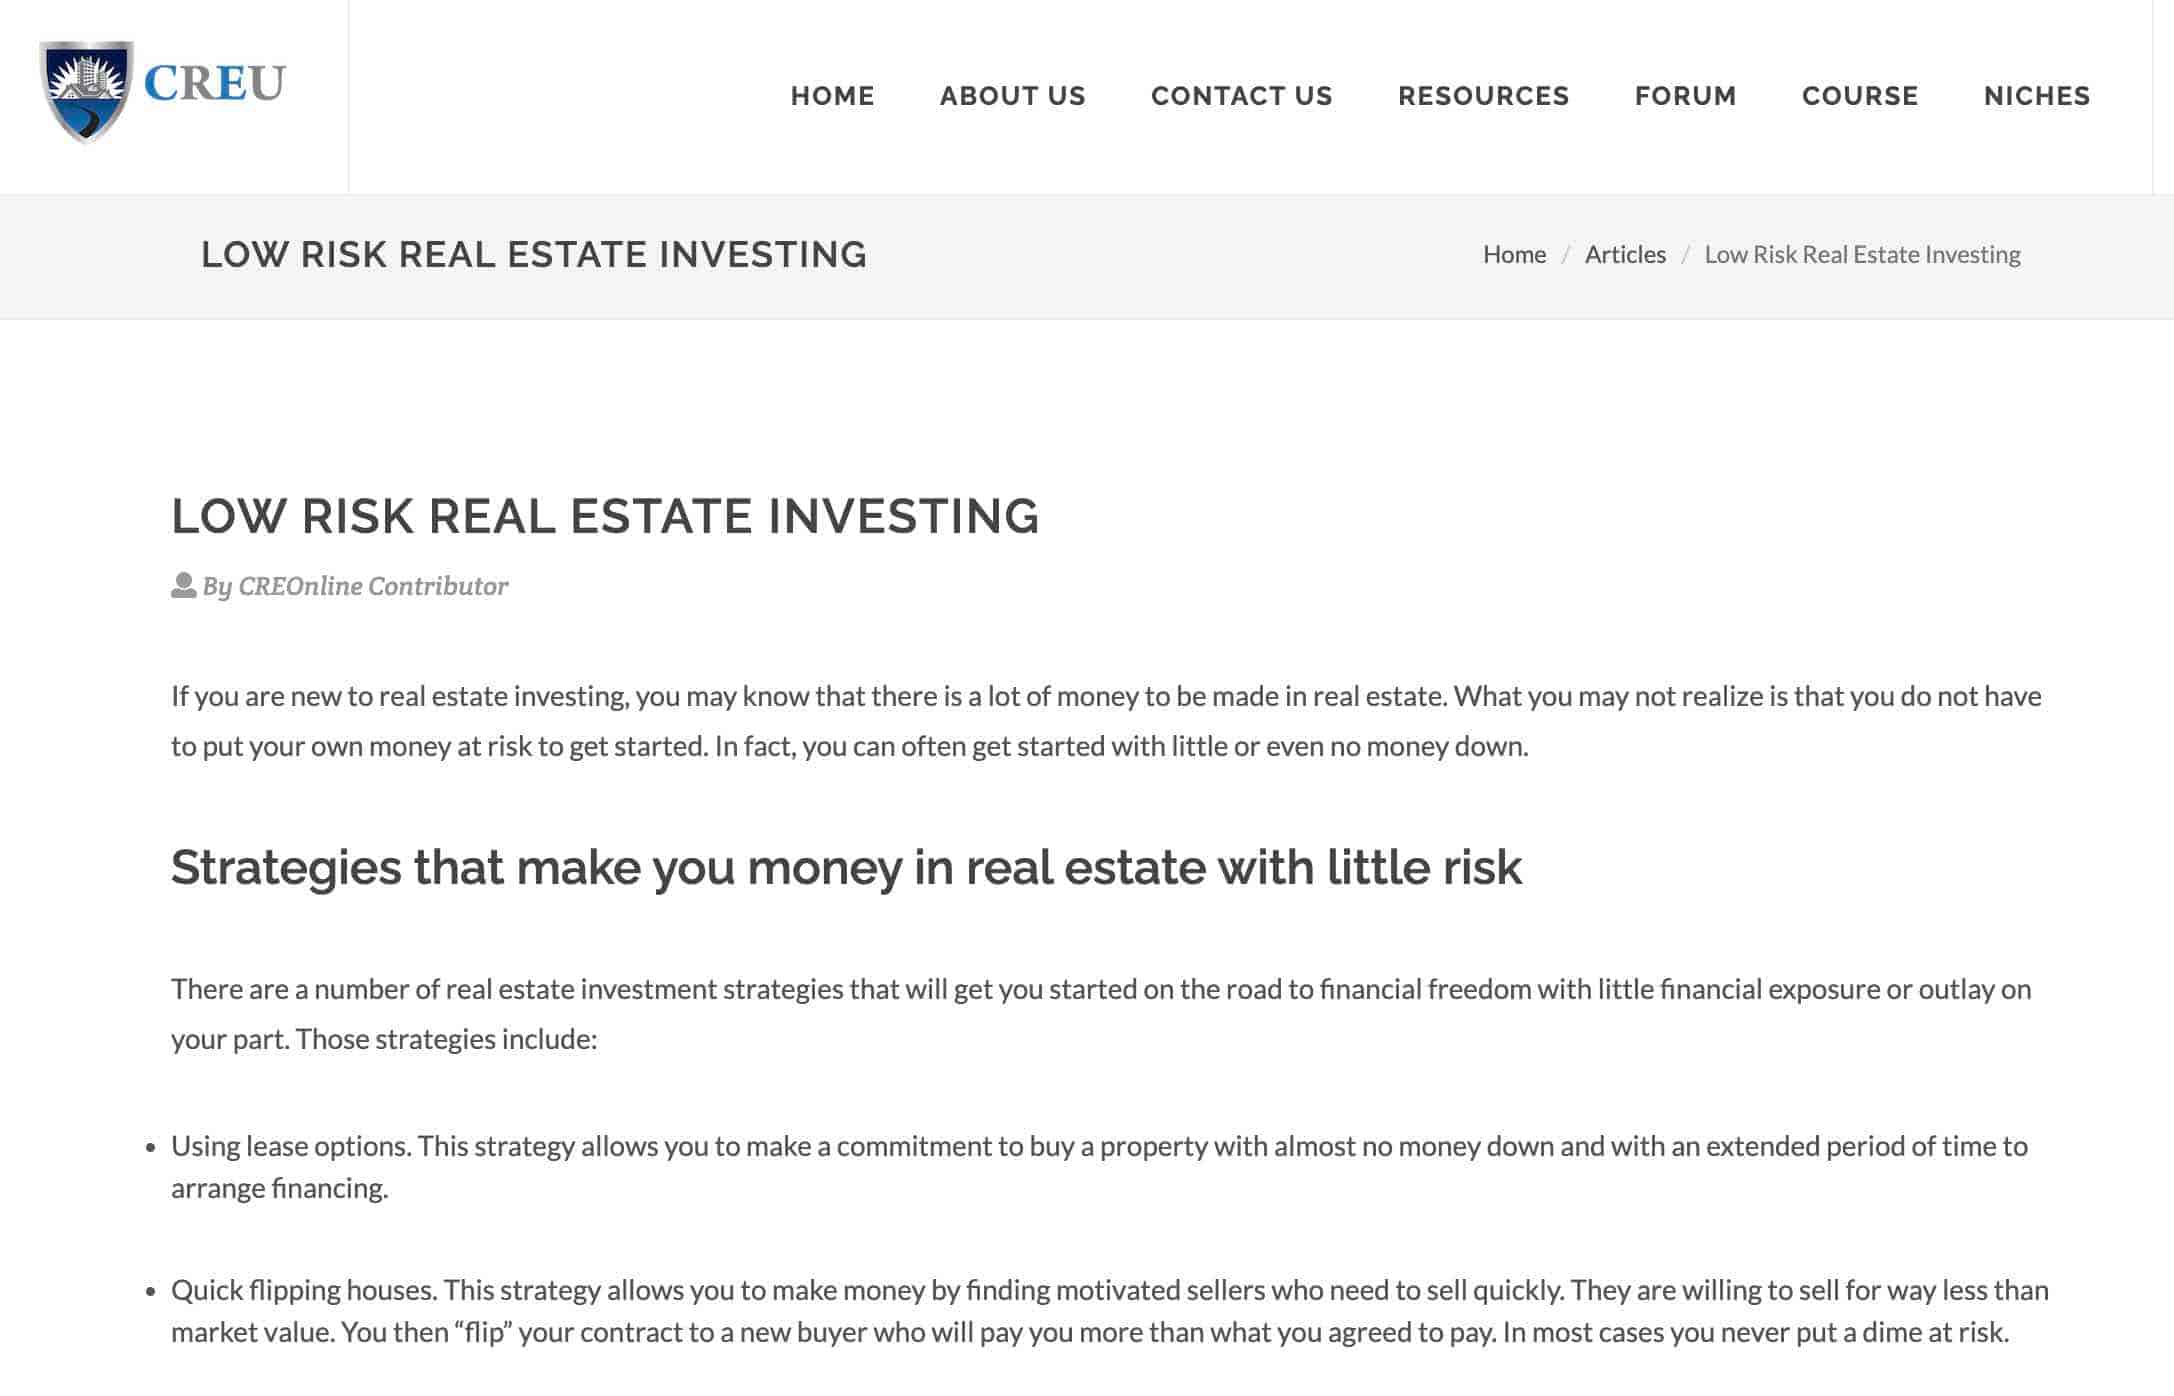 CREU
HOME ABOUT US CONTACT US RESOURCES FORUM COURSE NICHES
LOW RISK REAL ESTATE INVESTING
Home / Articles / Low Risk Real Estate Investing
LOW RISK REAL ESTATE INVESTING
By CREOnline Contributor
If you are new to real estate investing, you may know that there is a lot of money to be made in real estate. What you may not realize is that you do not have
to put your own money at risk to get started. In fact, you can often get started with little or even no money down.
Strategies that make you money in real estate with little risk
There are a number of real estate investment strategies that will get you started on the road to financial freedom with little financial exposure or outlay on
your part. Those strategies include:
• Using lease options. This strategy allows you to make a commitment to buy a property with almost no money down and with an extended period of time to
arrange financing.
• Quick flipping houses. This strategy allows you to make money by finding motivated sellers who need to sell quickly. They are willing to sell for way less than
market value. You then “flip” your contract to a new buyer who will pay you more than what you agreed to pay. In most cases you never put a dime at risk.